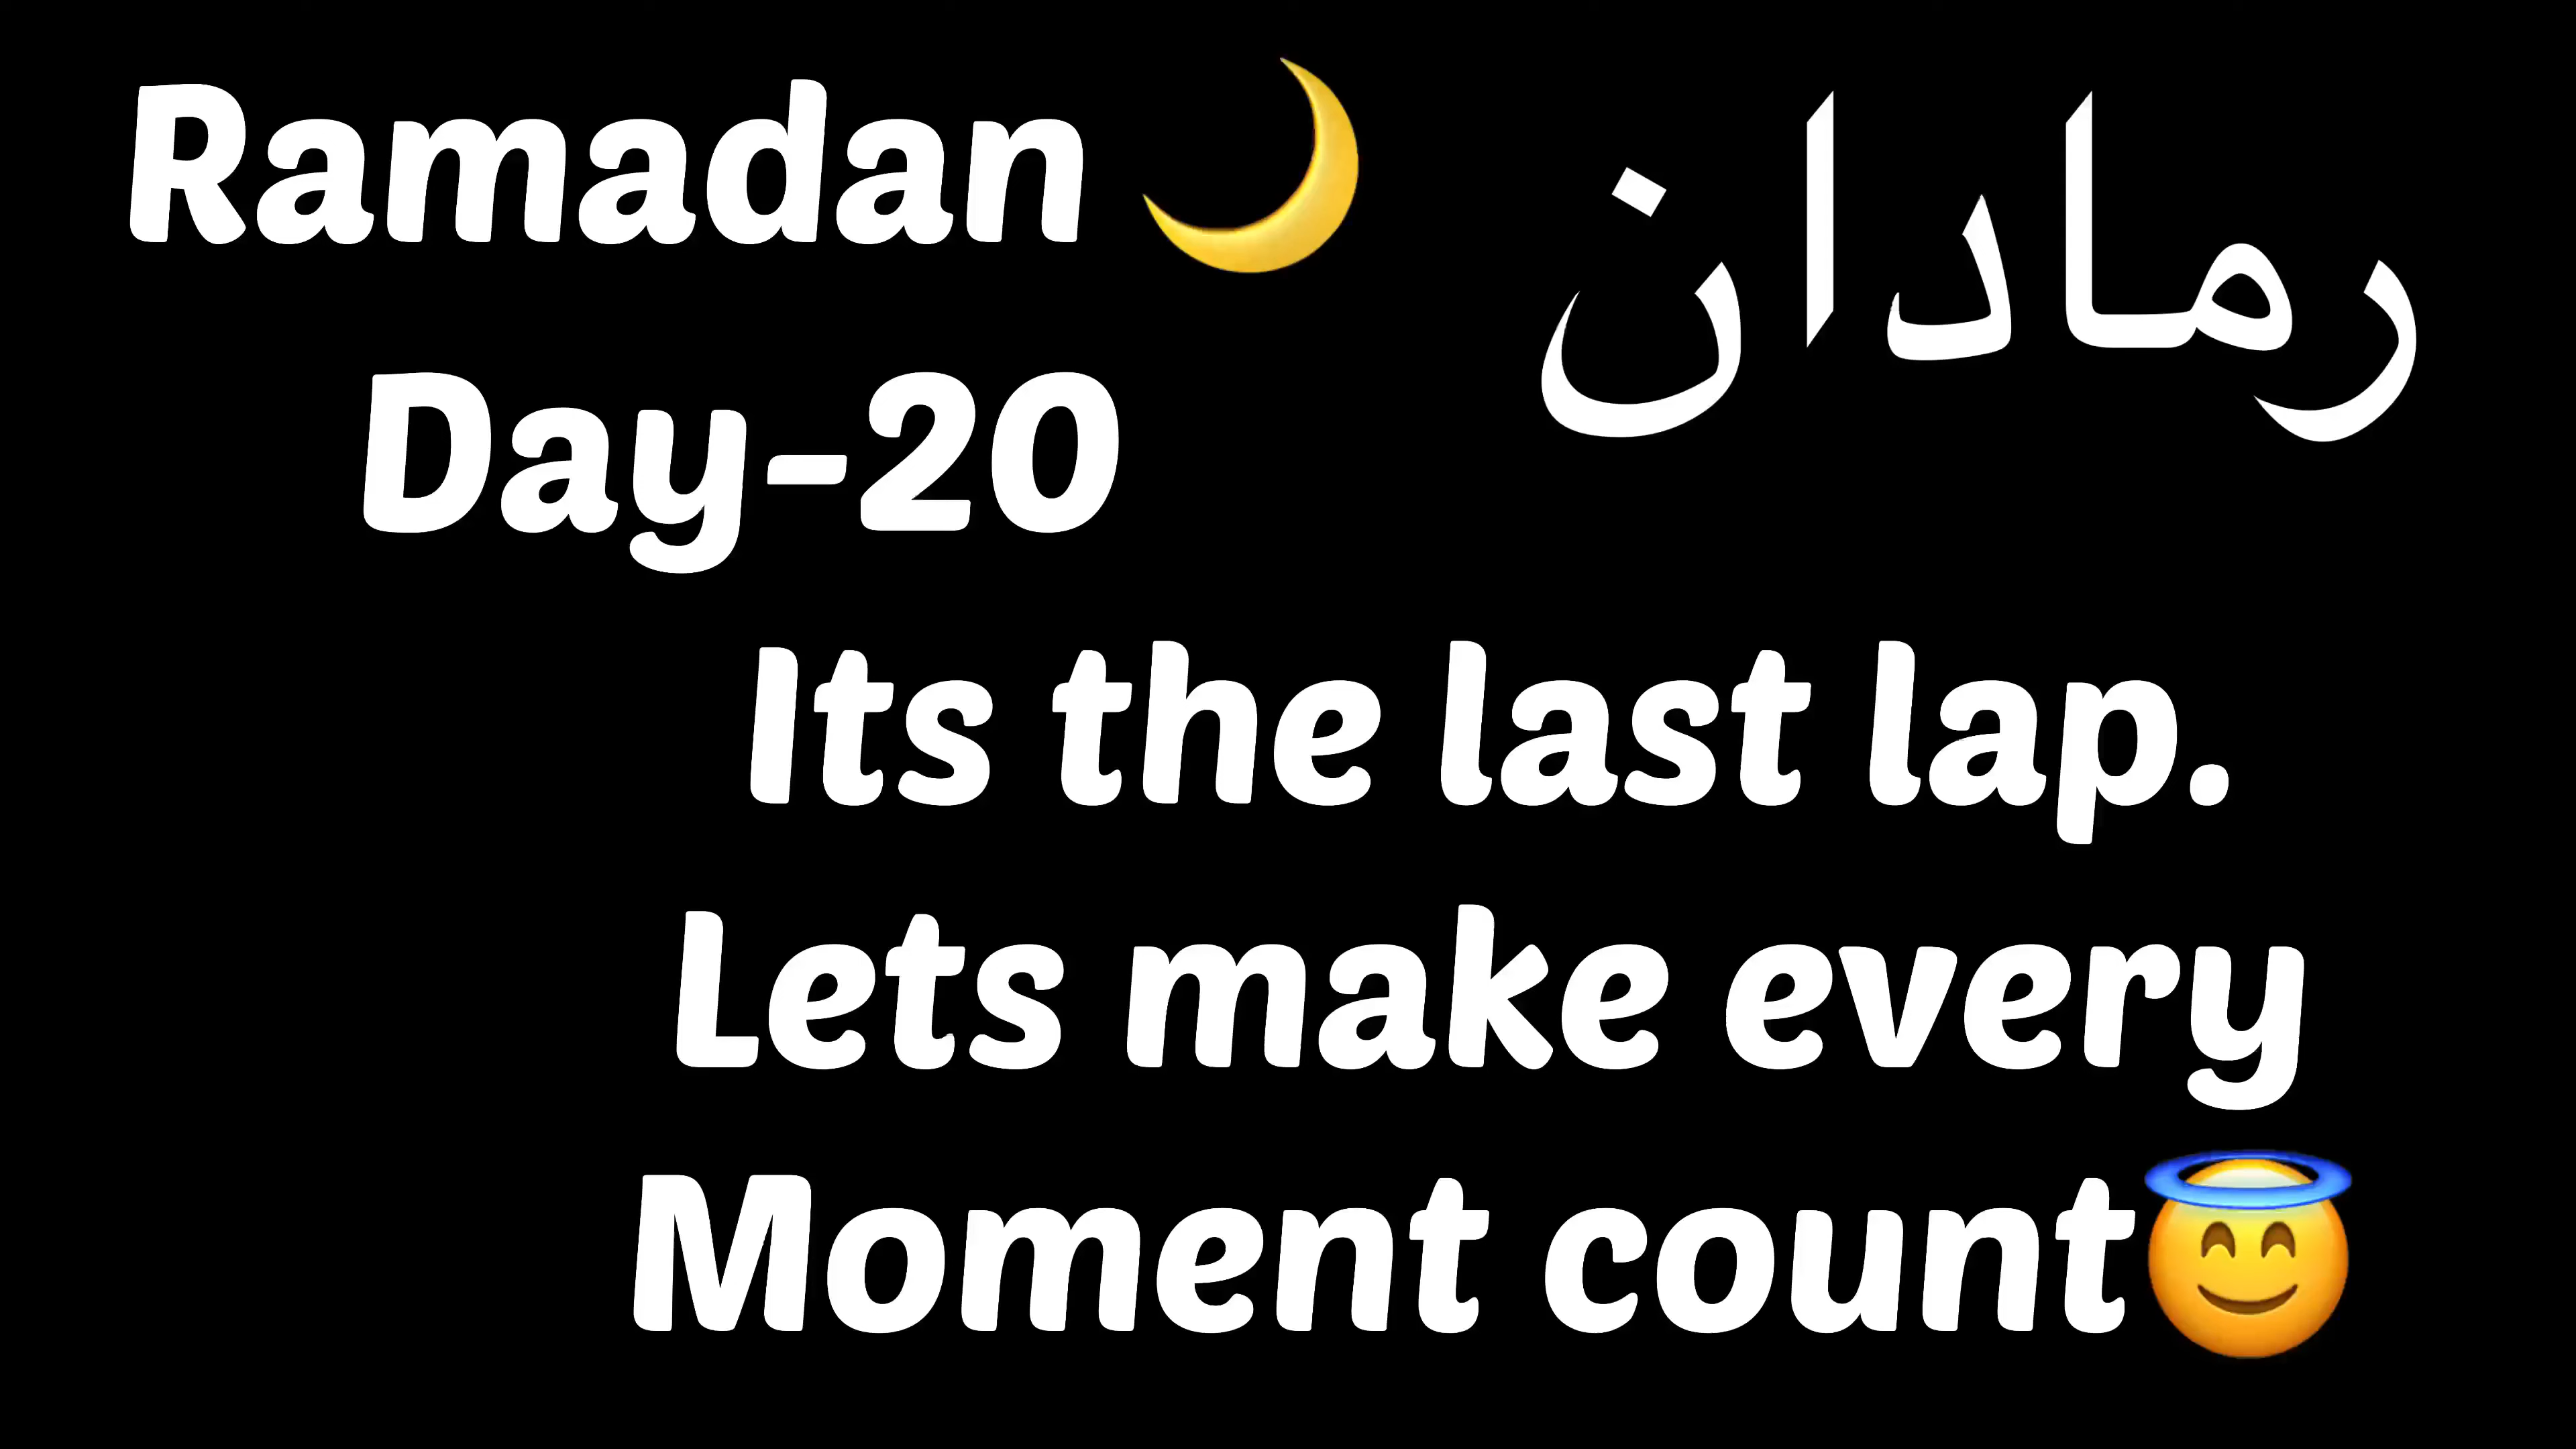 Ramadan 🌙
رمادان
Day-20
Its the last lap.
Lets make every
Moment count😇